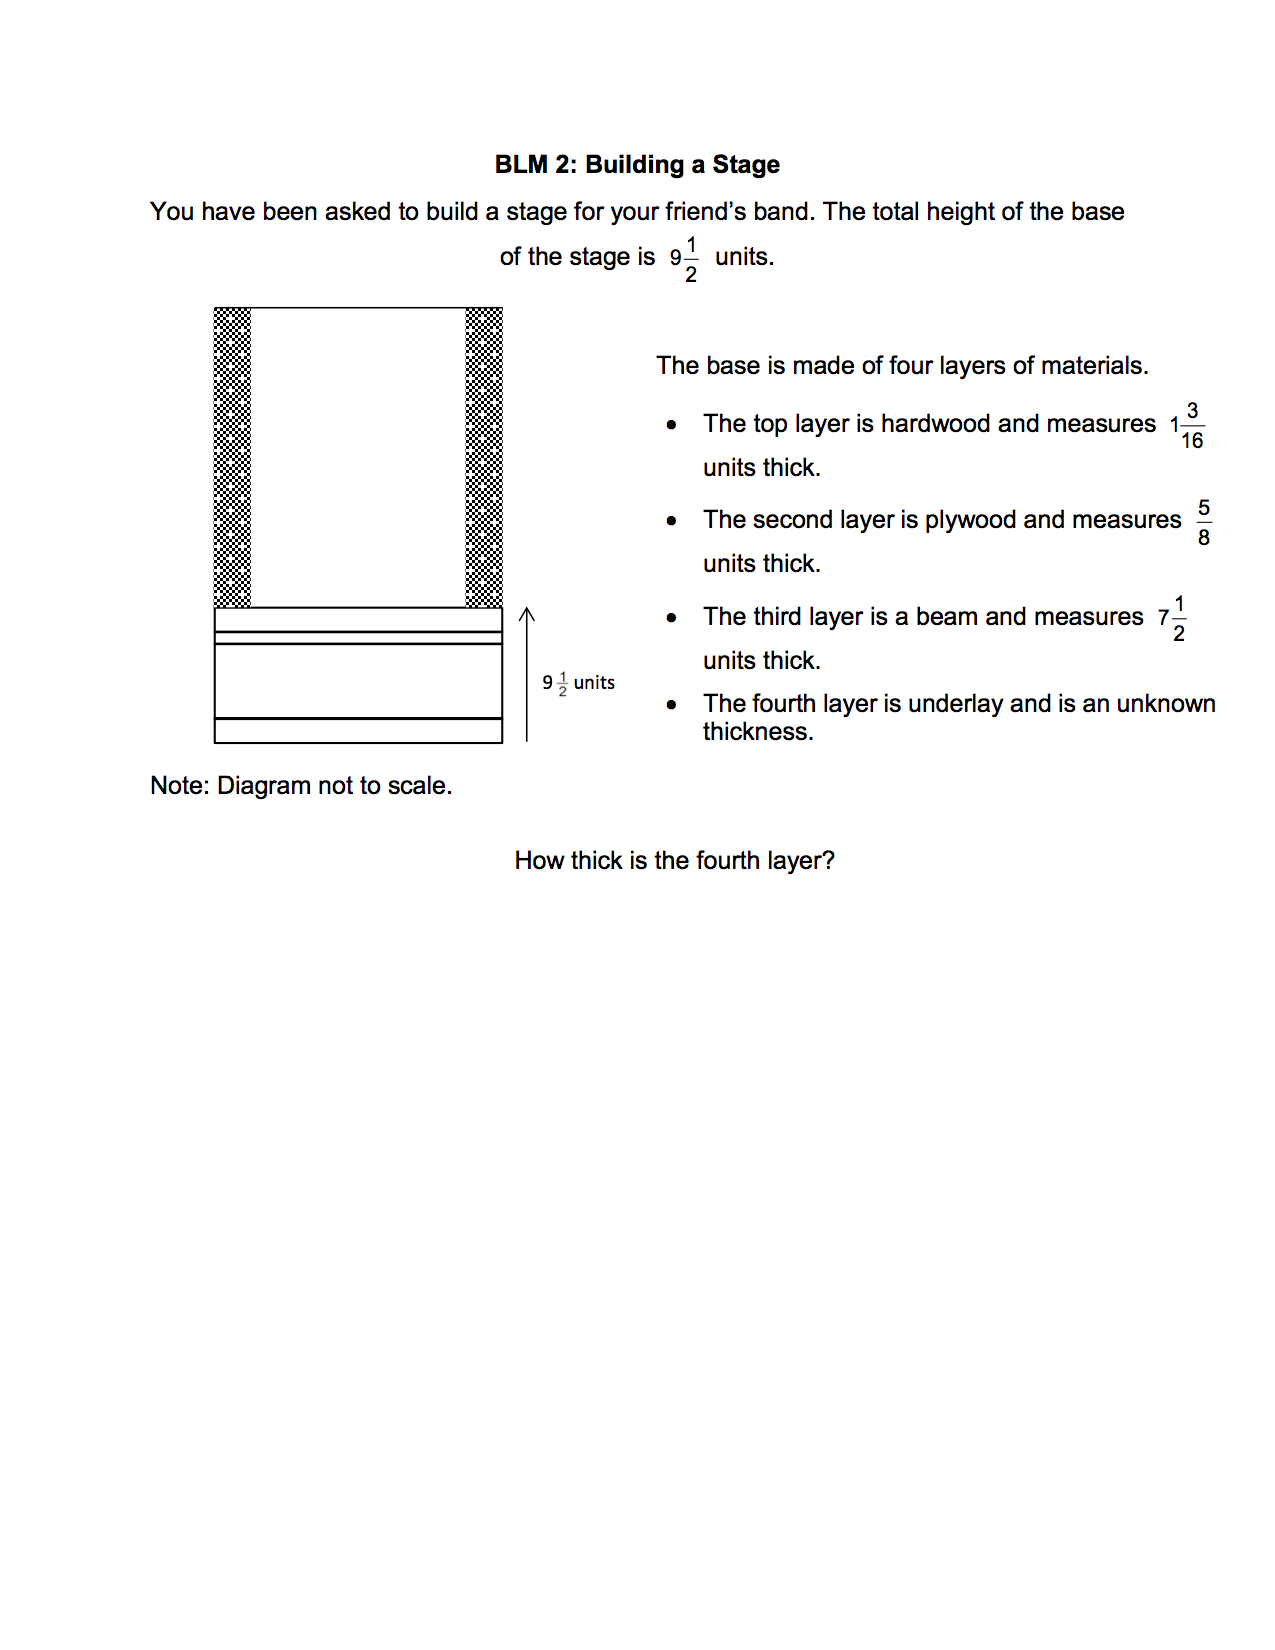 BLM 2: Building a Stage
You have been asked to build a stage for your friend’s band. The total height of the base
of the stage is 9 1/2 units.
The base is made of four layers of materials.
• The top layer is hardwood and measures 1 3/16
units thick.
• The second layer is plywood and measures 5/8
units thick.
• The third layer is a beam and measures 7 1/2
units thick.
9 1/2 units
• The fourth layer is underlay and is an unknown
thickness.
Note: Diagram not to scale.
How thick is the fourth layer?